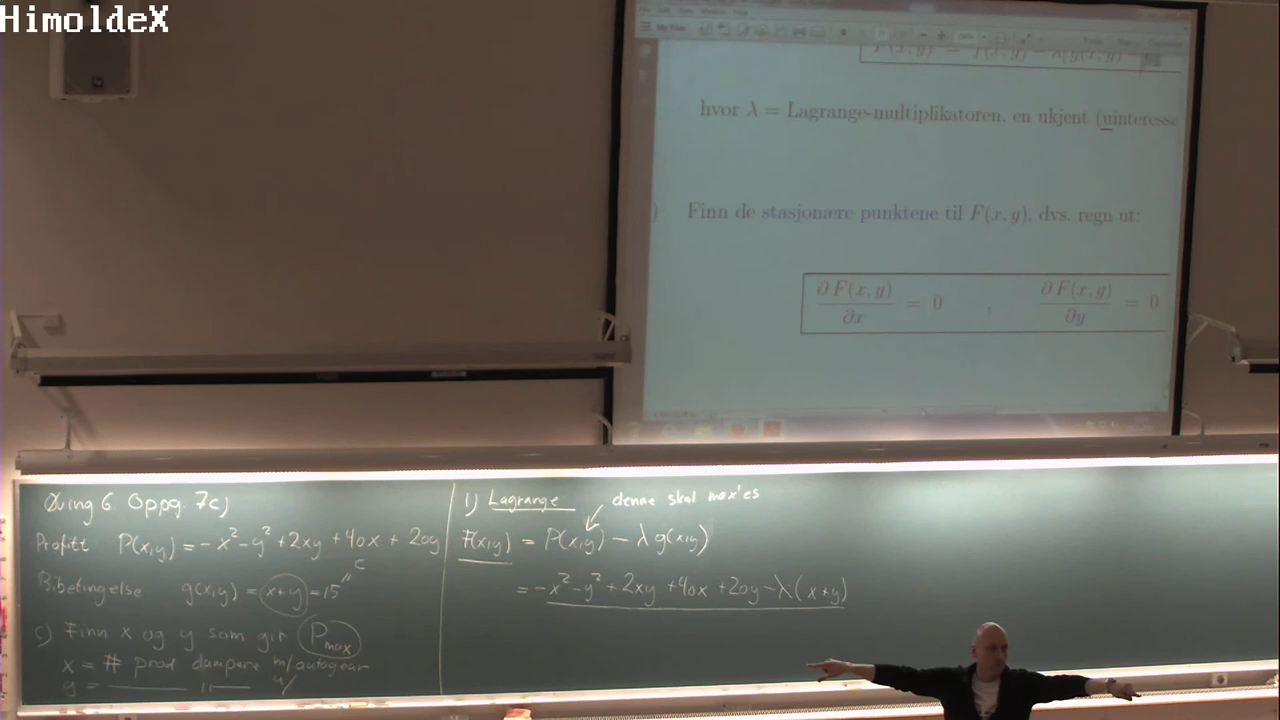 HimoldeX
hvor λ = Lagrange-multiplikatoren, en ukjent (uinteresse
) Finn de stasjonære punktene til F(x, y), dvs. regn ut:
∂ F(x, y) / ∂x = 0 , ∂ F(x, y) / ∂y = 0
Øving 6 Oppg. 7c)
Profitt P(x,y) = -x² - y² + 2xy + 40x + 20y
Bibetingelse g(x,y) = x+y = 15 " c
c) Finn x og y som gir Pmax
x = # prod dumpere m/autogear
y = —— " —— u/
1) Lagrange denne skal max'es
F(x,y) = P(x,y) - λ g(x,y)
= -x² - y² + 2xy + 40x + 20y - λ(x+y)